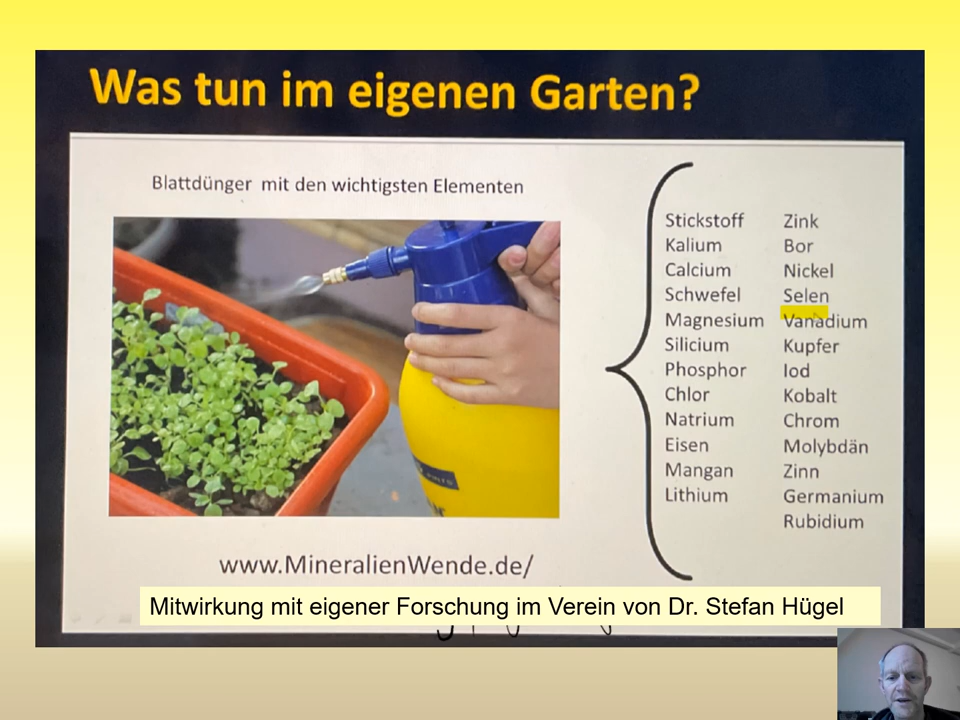 Was tun im eigenen Garten?
Blattdünger mit den wichtigsten Elementen
Stickstoff
Kalium
Calcium
Schwefel
Magnesium
Silicium
Phosphor
Chlor
Natrium
Eisen
Mangan
Lithium
Zink
Bor
Nickel
Selen
Vanadium
Kupfer
Iod
Kobalt
Chrom
Molybdän
Zinn
Germanium
Rubidium
www.MineralienWende.de/
Mitwirkung mit eigener Forschung im Verein von Dr. Stefan Hügel